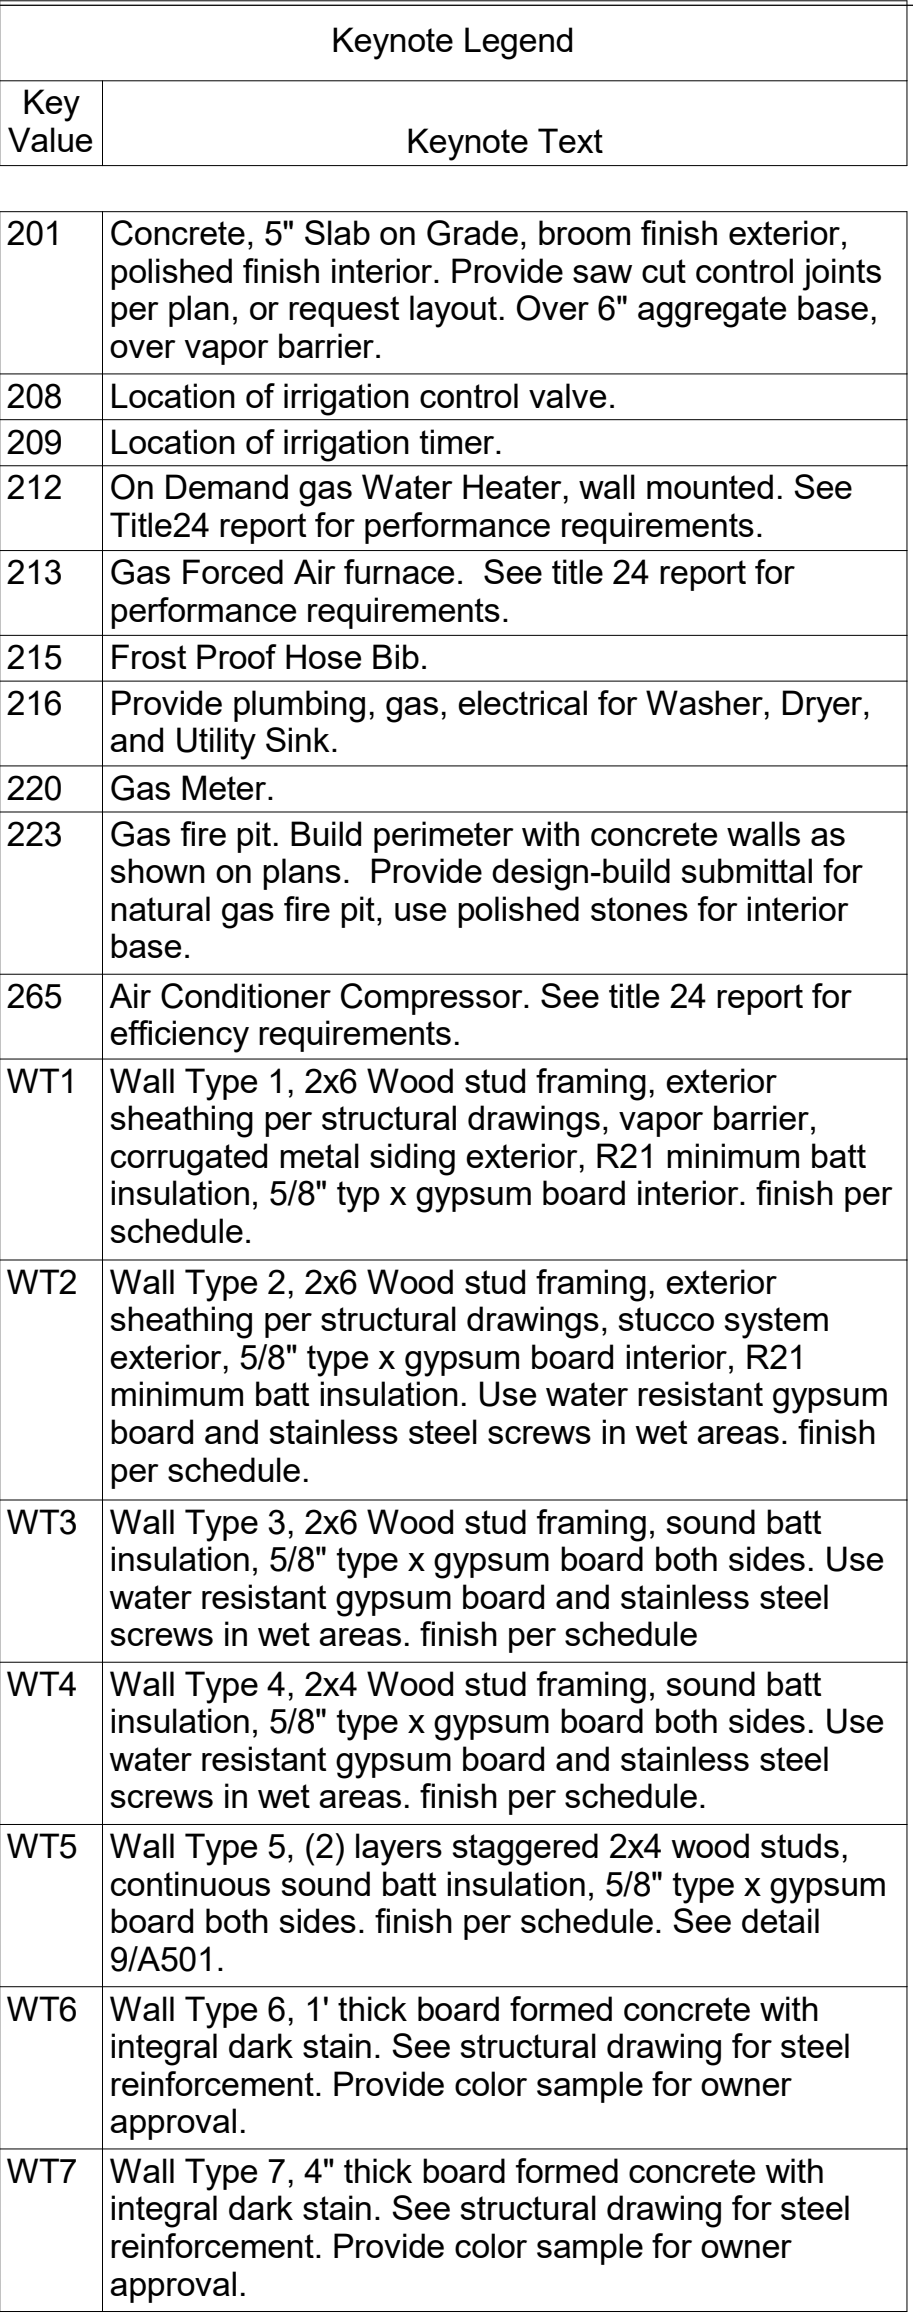 Keynote Legend
Key
Value
Keynote Text
201
Concrete, 5" Slab on Grade, broom finish exterior,
polished finish interior. Provide saw cut control joints
per plan, or request layout. Over 6" aggregate base,
over vapor barrier.
208
Location of irrigation control valve.
209
Location of irrigation timer.
212
On Demand gas Water Heater, wall mounted. See
Title24 report for performance requirements.
213
Gas Forced Air furnace.  See title 24 report for
performance requirements.
215
Frost Proof Hose Bib.
216
Provide plumbing, gas, electrical for Washer, Dryer,
and Utility Sink.
220
Gas Meter.
223
Gas fire pit. Build perimeter with concrete walls as
shown on plans.  Provide design-build submittal for
natural gas fire pit, use polished stones for interior
base.
265
Air Conditioner Compressor. See title 24 report for
efficiency requirements.
WT1
Wall Type 1, 2x6 Wood stud framing, exterior
sheathing per structural drawings, vapor barrier,
corrugated metal siding exterior, R21 minimum batt
insulation, 5/8" typ x gypsum board interior. finish per
schedule.
WT2
Wall Type 2, 2x6 Wood stud framing, exterior
sheathing per structural drawings, stucco system
exterior, 5/8" type x gypsum board interior, R21
minimum batt insulation. Use water resistant gypsum
board and stainless steel screws in wet areas. finish
per schedule.
WT3
Wall Type 3, 2x6 Wood stud framing, sound batt
insulation, 5/8" type x gypsum board both sides. Use
water resistant gypsum board and stainless steel
screws in wet areas. finish per schedule
WT4
Wall Type 4, 2x4 Wood stud framing, sound batt
insulation, 5/8" type x gypsum board both sides. Use
water resistant gypsum board and stainless steel
screws in wet areas. finish per schedule.
WT5
Wall Type 5, (2) layers staggered 2x4 wood studs,
continuous sound batt insulation, 5/8" type x gypsum
board both sides. finish per schedule. See detail
9/A501.
WT6
Wall Type 6, 1' thick board formed concrete with
integral dark stain. See structural drawing for steel
reinforcement. Provide color sample for owner
approval.
WT7
Wall Type 7, 4" thick board formed concrete with
integral dark stain. See structural drawing for steel
reinforcement. Provide color sample for owner
approval.